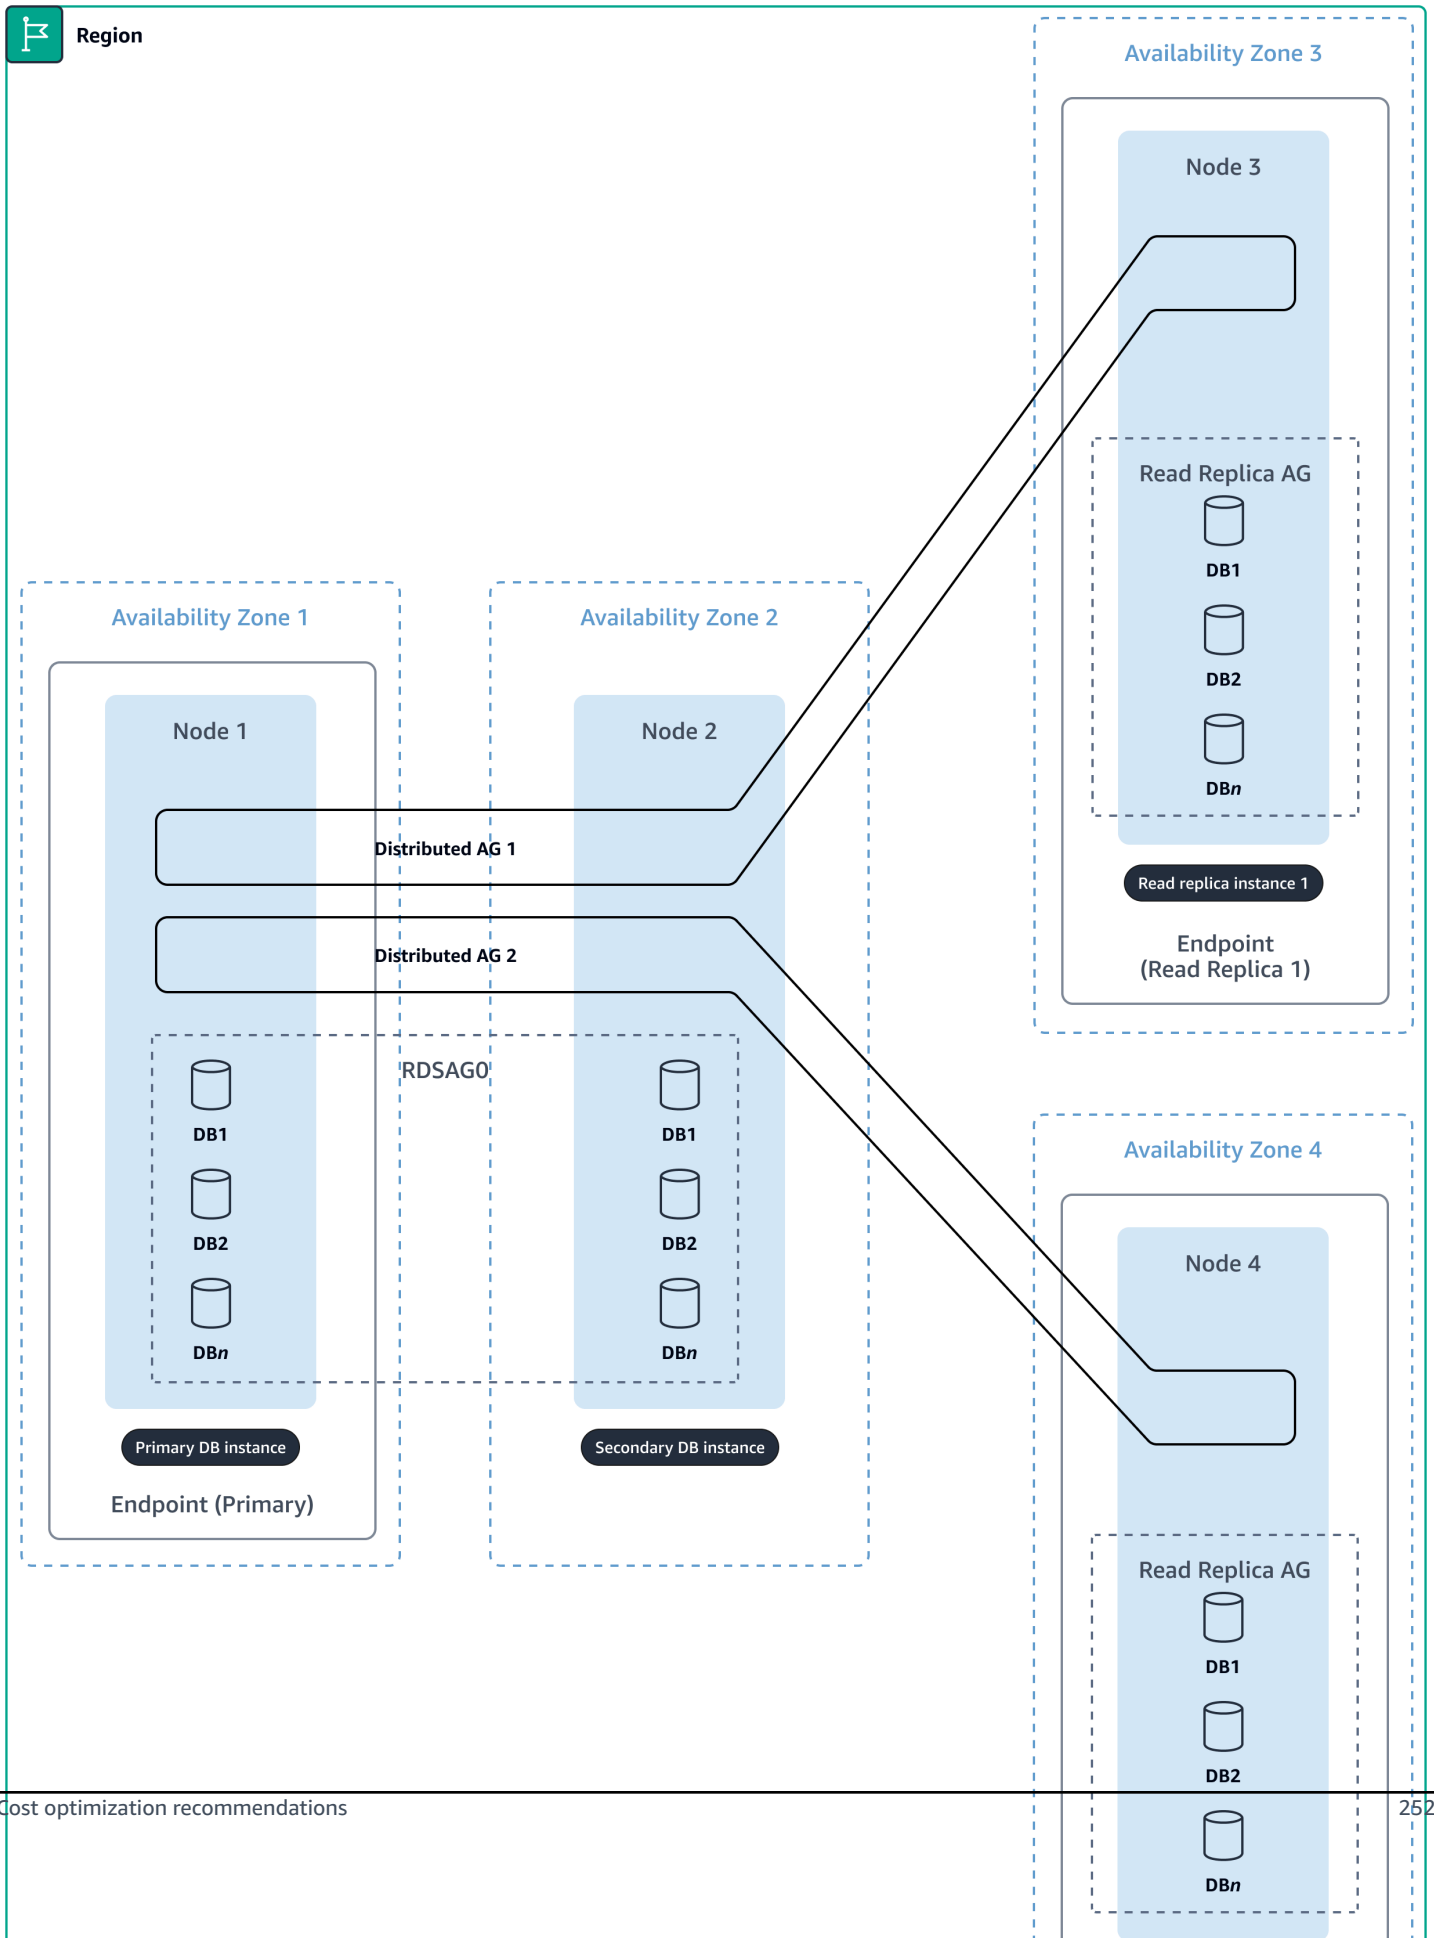 Region
Availability Zone 3
Node 3
Read Replica AG
DB1
DB2
DBn
Read replica instance 1
Endpoint
(Read Replica 1)
Availability Zone 1
Node 1
Availability Zone 2
Node 2
Distributed AG 1
Distributed AG 2
RDSAG0
DB1
DB2
DBn
DB1
DB2
DBn
Primary DB instance
Endpoint (Primary)
Secondary DB instance
Availability Zone 4
Node 4
Read Replica AG
DB1
DB2
DBn
Cost optimization recommendations
252